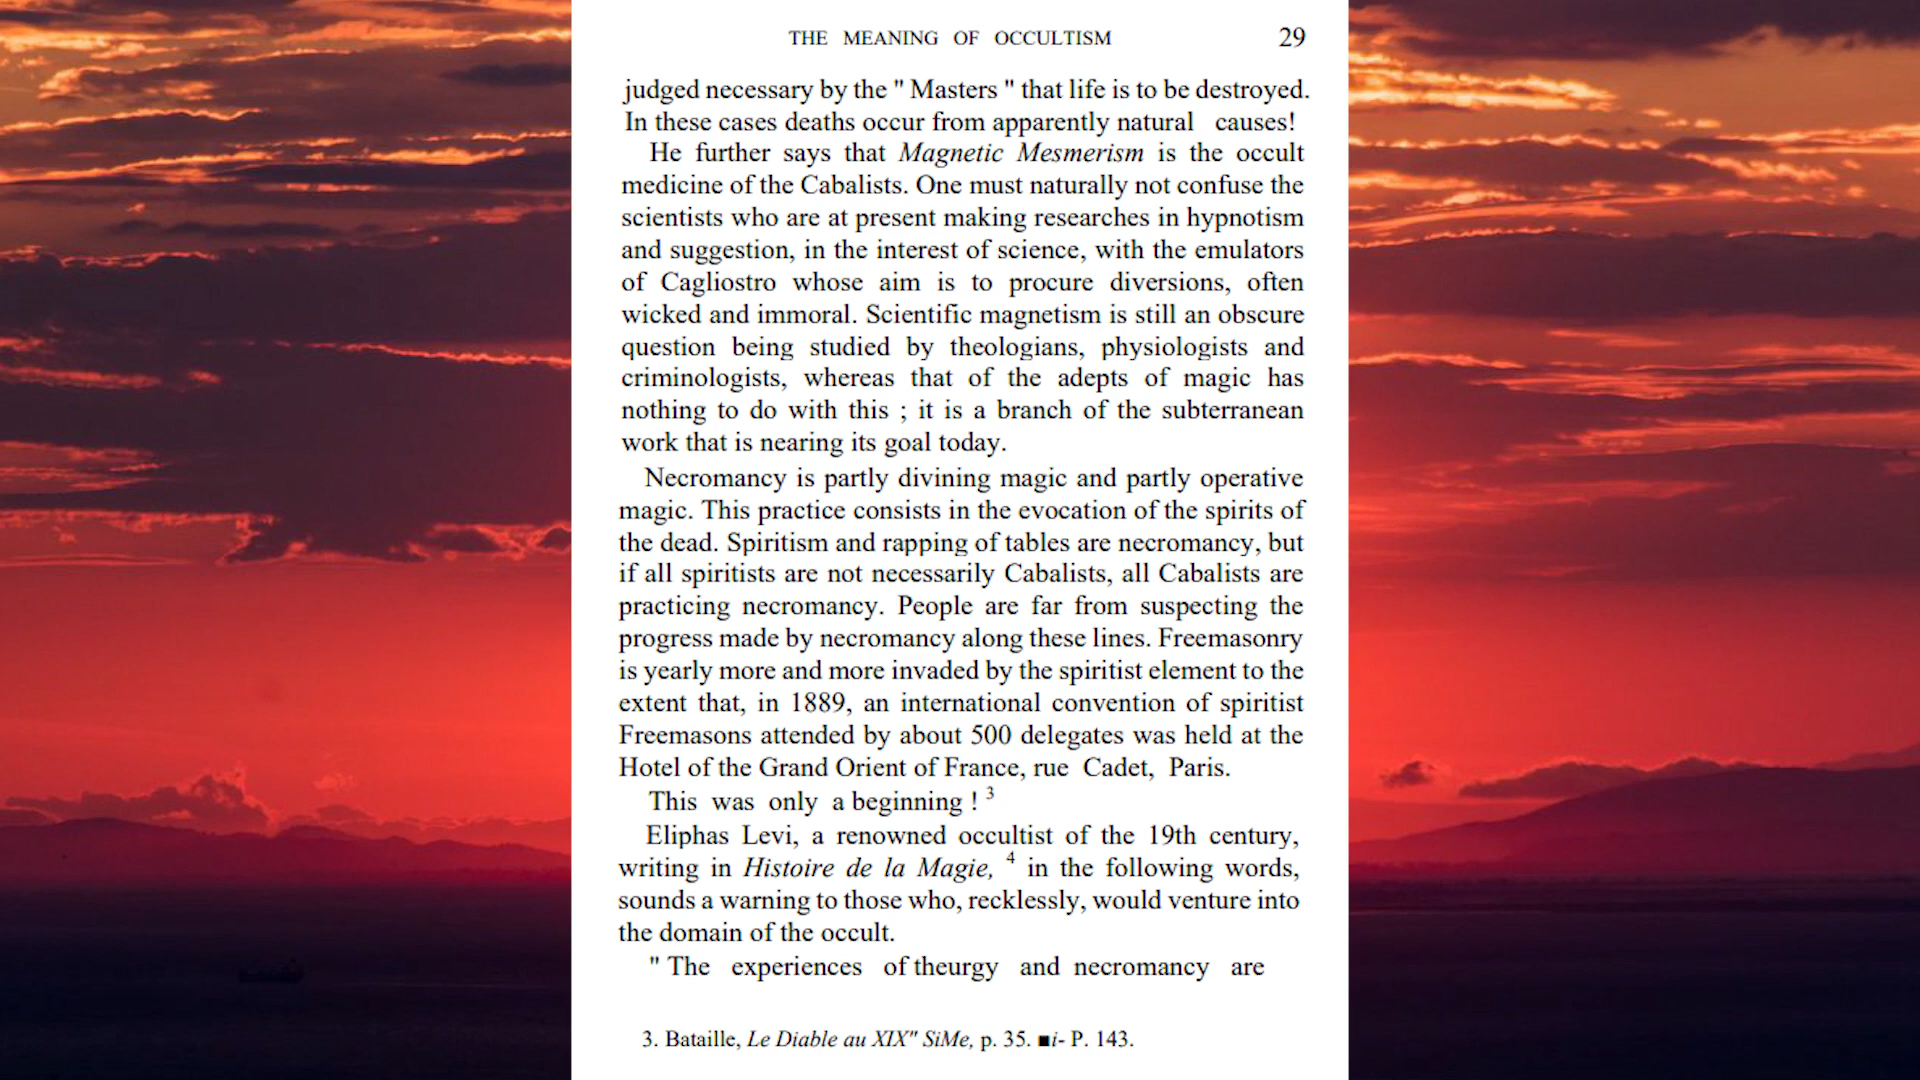 THE MEANING OF OCCULTISM 29
judged necessary by the " Masters " that life is to be destroyed.
In these cases deaths occur from apparently natural causes!
He further says that Magnetic Mesmerism is the occult
medicine of the Cabalists. One must naturally not confuse the
scientists who are at present making researches in hypnotism
and suggestion, in the interest of science, with the emulators
of Cagliostro whose aim is to procure diversions, often
wicked and immoral. Scientific magnetism is still an obscure
question being studied by theologians, physiologists and
criminologists, whereas that of the adepts of magic has
nothing to do with this ; it is a branch of the subterranean
work that is nearing its goal today.
Necromancy is partly divining magic and partly operative
magic. This practice consists in the evocation of the spirits of
the dead. Spiritism and rapping of tables are necromancy, but
if all spiritists are not necessarily Cabalists, all Cabalists are
practicing necromancy. People are far from suspecting the
progress made by necromancy along these lines. Freemasonry
is yearly more and more invaded by the spiritist element to the
extent that, in 1889, an international convention of spiritist
Freemasons attended by about 500 delegates was held at the
Hotel of the Grand Orient of France, rue Cadet, Paris.
This was only a beginning ! 3
Eliphas Levi, a renowned occultist of the 19th century,
writing in Histoire de la Magie, 4 in the following words,
sounds a warning to those who, recklessly, would venture into
the domain of the occult.
" The experiences of theurgy and necromancy are
3. Bataille, Le Diable au XIX" SiMe, p. 35. ■i- P. 143.